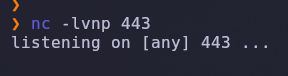 ❯
❯ nc -lvnp 443
listening on [any] 443 ...